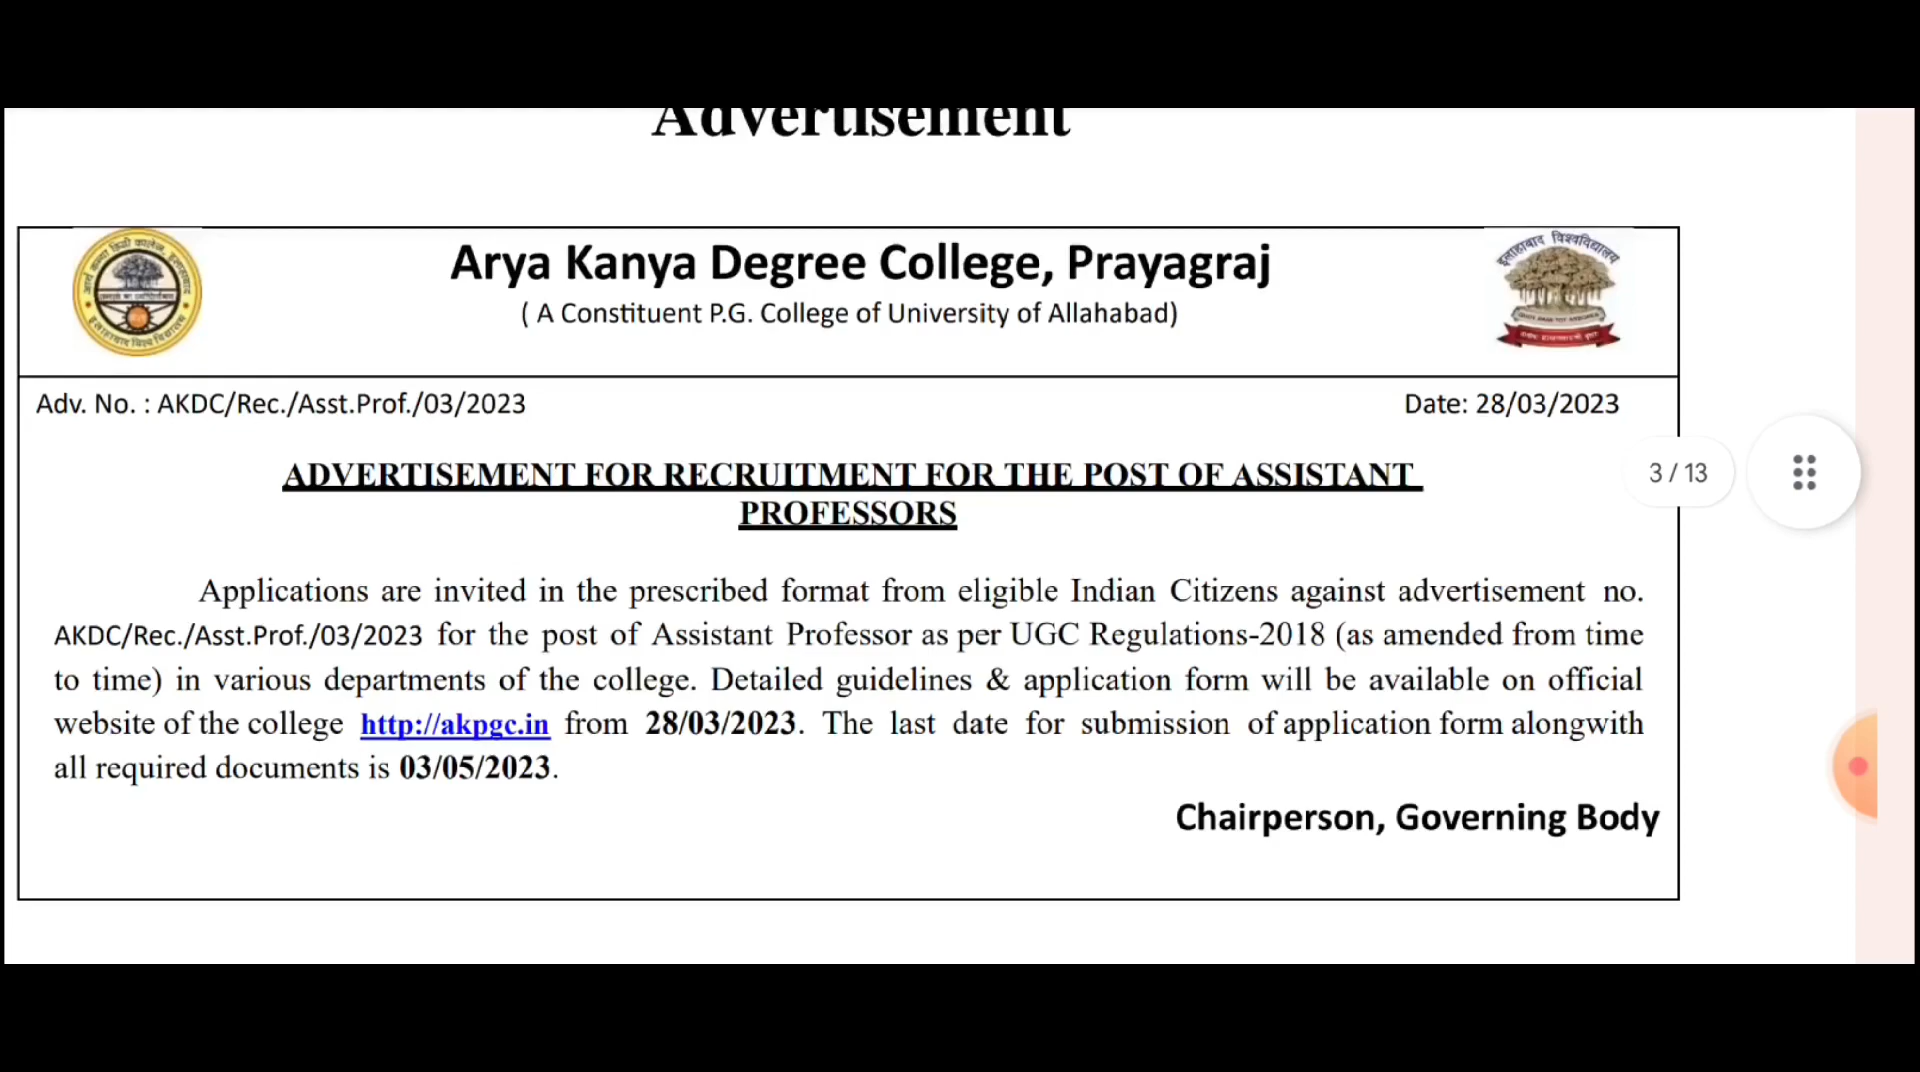 Advertisement
Arya Kanya Degree College, Prayagraj
( A Constituent P.G. College of University of Allahabad)
इलाहाबाद विश्वविद्यालय
Adv. No. : AKDC/Rec./Asst.Prof./03/2023 Date: 28/03/2023
ADVERTISEMENT FOR RECRUITMENT FOR THE POST OF ASSISTANT
PROFESSORS
3 / 13
Applications are invited in the prescribed format from eligible Indian Citizens against advertisement no.
AKDC/Rec./Asst.Prof./03/2023 for the post of Assistant Professor as per UGC Regulations-2018 (as amended from time
to time) in various departments of the college. Detailed guidelines & application form will be available on official
website of the college http://akpgc.in from 28/03/2023. The last date for submission of application form alongwith
all required documents is 03/05/2023.
Chairperson, Governing Body